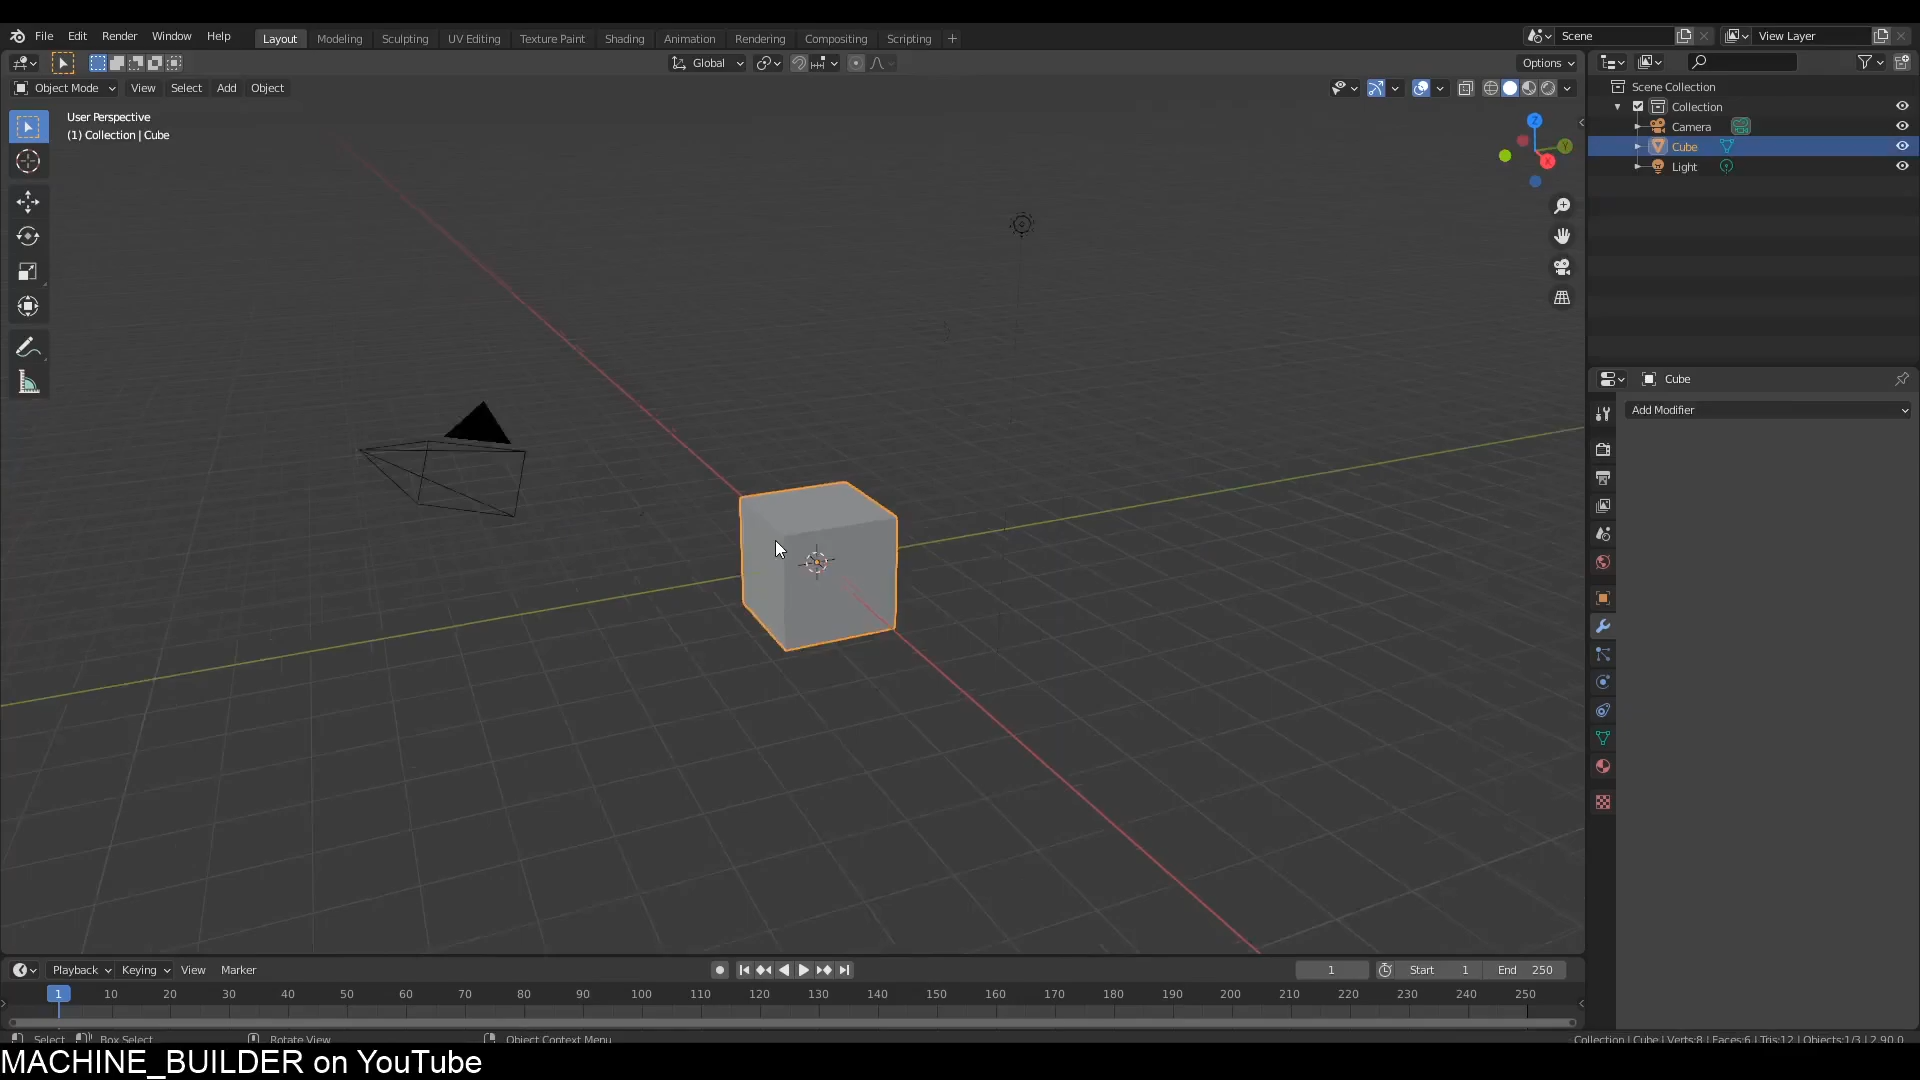 File Edit Render Window Help Layout Modeling Sculpting UV Editing Texture Paint Shading Animation Rendering Compositing Scripting + Scene View Layer
Global Options
Object Mode View Select Add Object
User Perspective
(1) Collection | Cube
Z
Y
X
Scene Collection
Collection
Camera
Cube
Light
Cube
Add Modifier
Playback Keying View Marker 1 Start 1 End 250
1 10 20 30 40 50 60 70 80 90 100 110 120 130 140 150 160 170 180 190 200 210 220 230 240 250
Select Box Select Rotate View Object Context Menu Collection | Cube | Verts:8 | Faces:6 | Tris:12 | Objects:1/3 | 2.90.0
MACHINE_BUILDER on YouTube